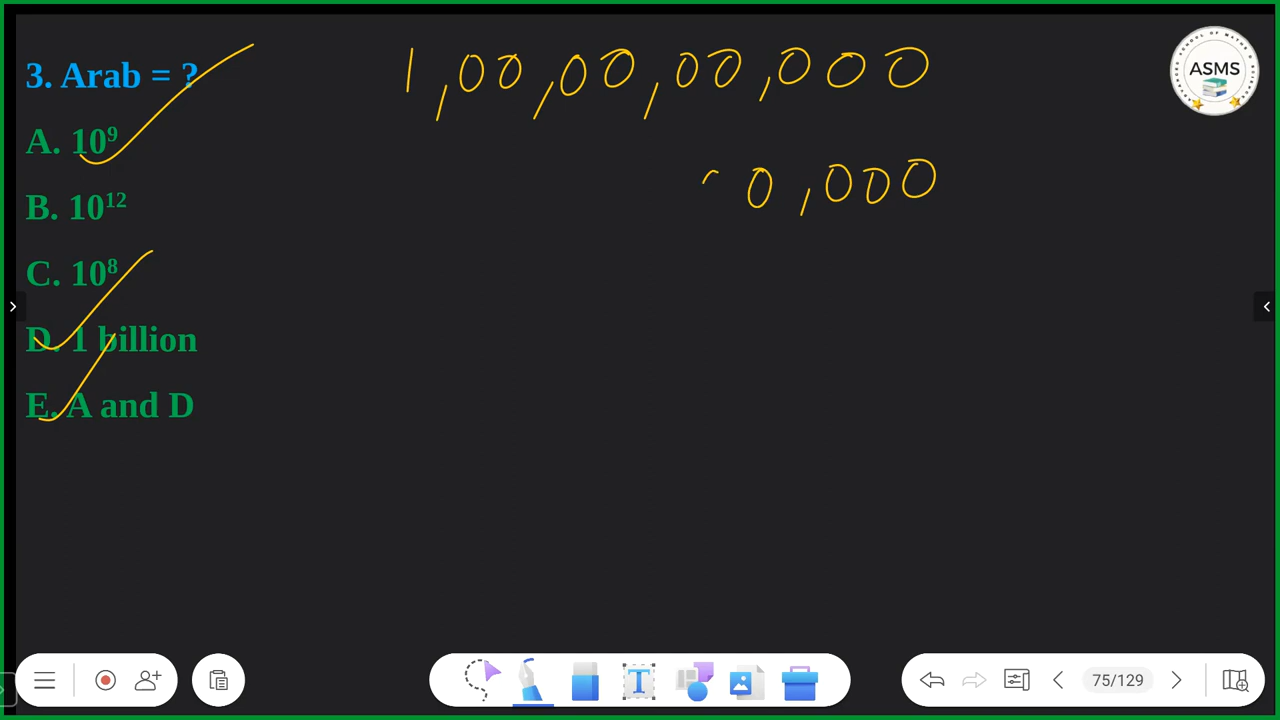 3. Arab = ?
A. 10⁹
B. 10¹²
C. 10⁸
D. 1 billion
E. A and D
1,00,00,00,000
0,000
ASMS
75/129